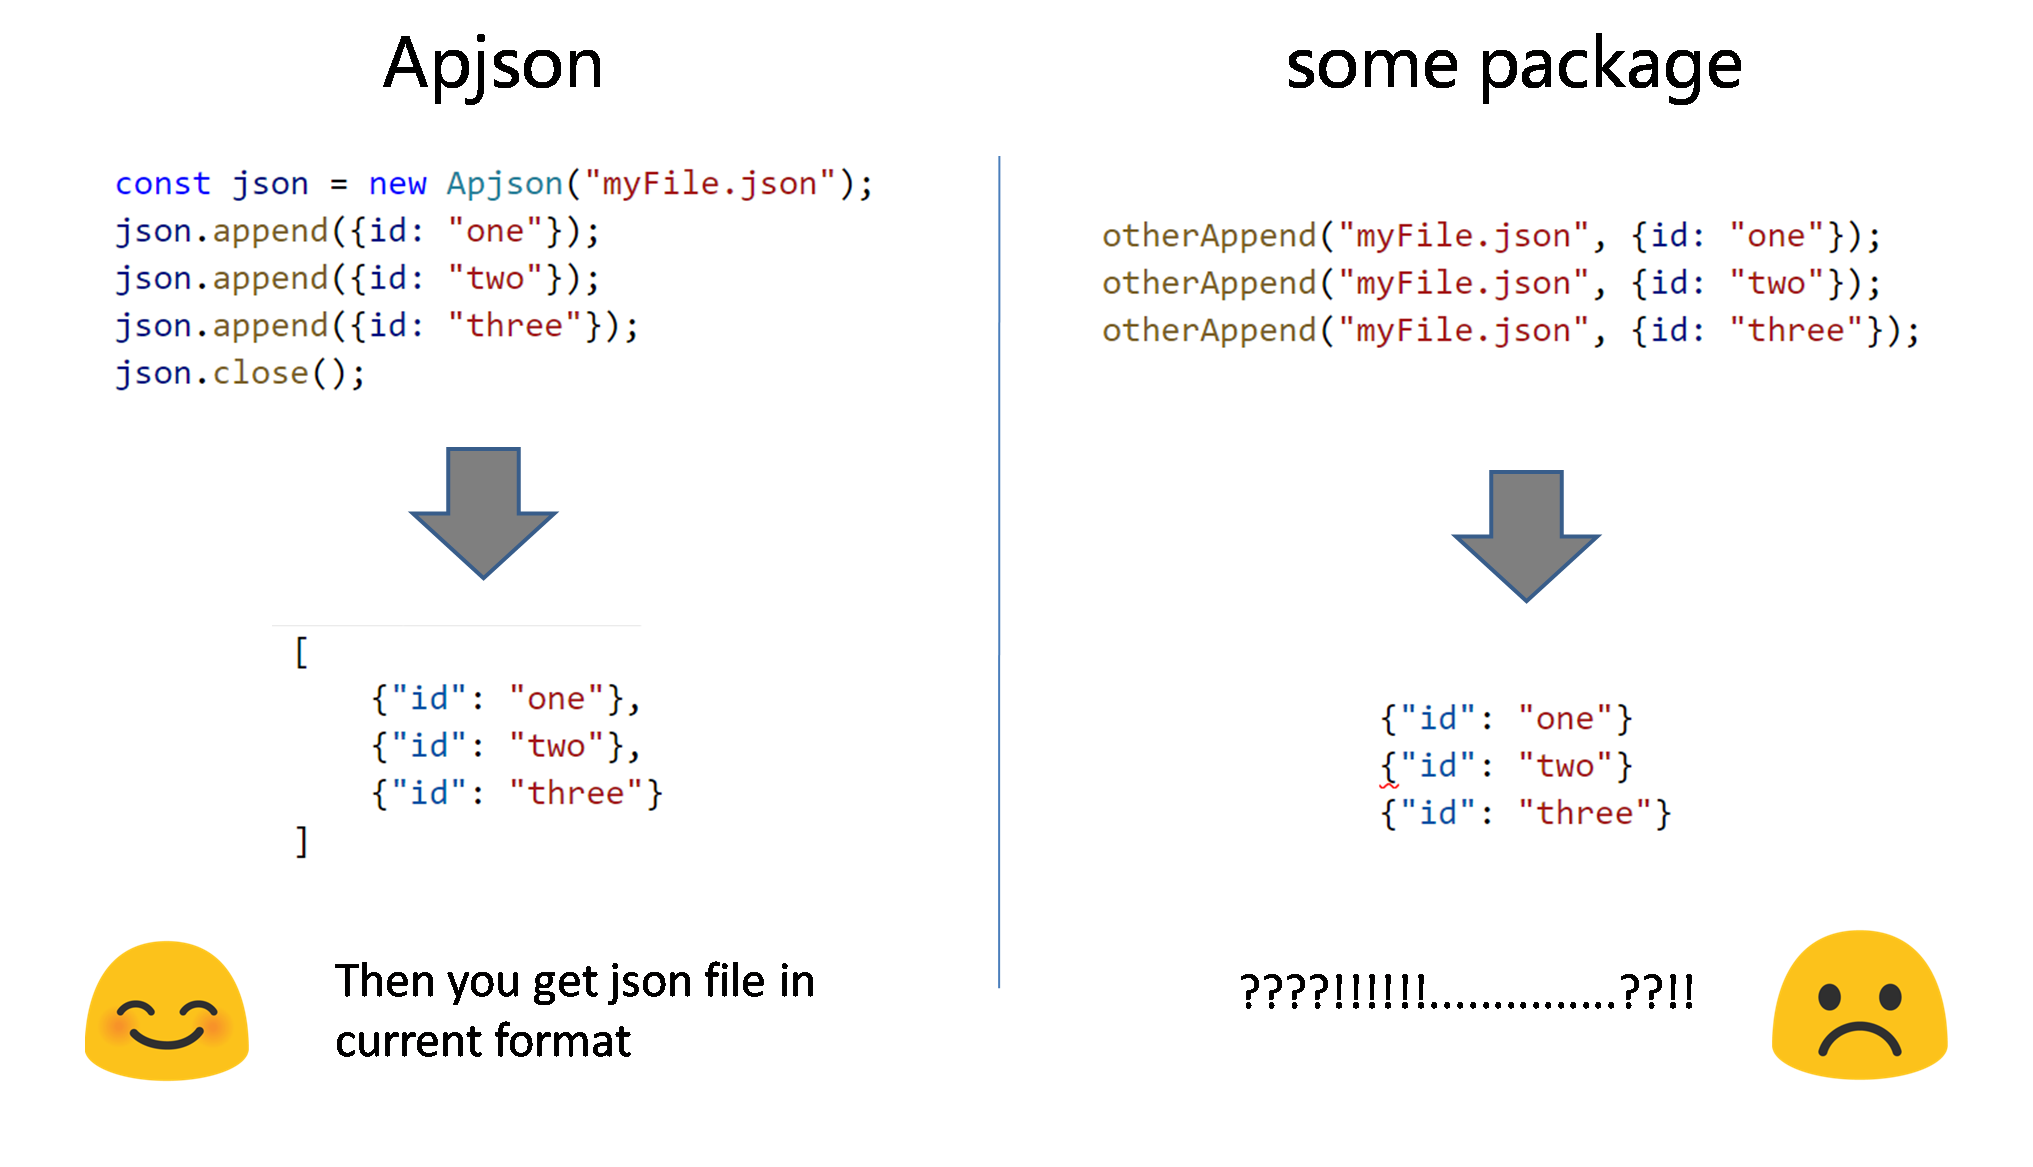 Apjson
const json = new Apjson("myFile.json");
json.append({id: "one"});
json.append({id: "two"});
json.append({id: "three"});
json.close();
[
{"id": "one"},
{"id": "two"},
{"id": "three"}
]
Then you get json file in
current format
some package
otherAppend("myFile.json", {id: "one"});
otherAppend("myFile.json", {id: "two"});
otherAppend("myFile.json", {id: "three"});
{"id": "one"}
{"id": "two"}
{"id": "three"}
????!!!!!!...............??!!